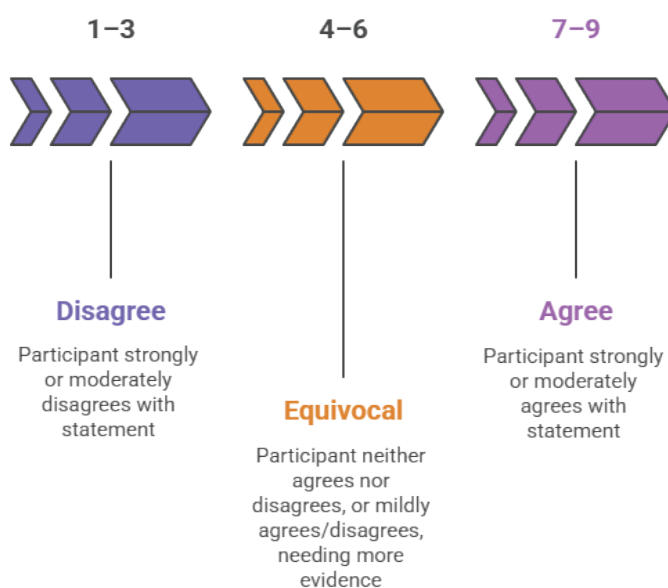 1–3
4–6
7–9
Disagree
Participant strongly
or moderately
disagrees with
statement
Equivocal
Participant neither
agrees nor
disagrees, or mildly
agrees/disagrees,
needing more
evidence
Agree
Participant strongly
or moderately
agrees with
statement